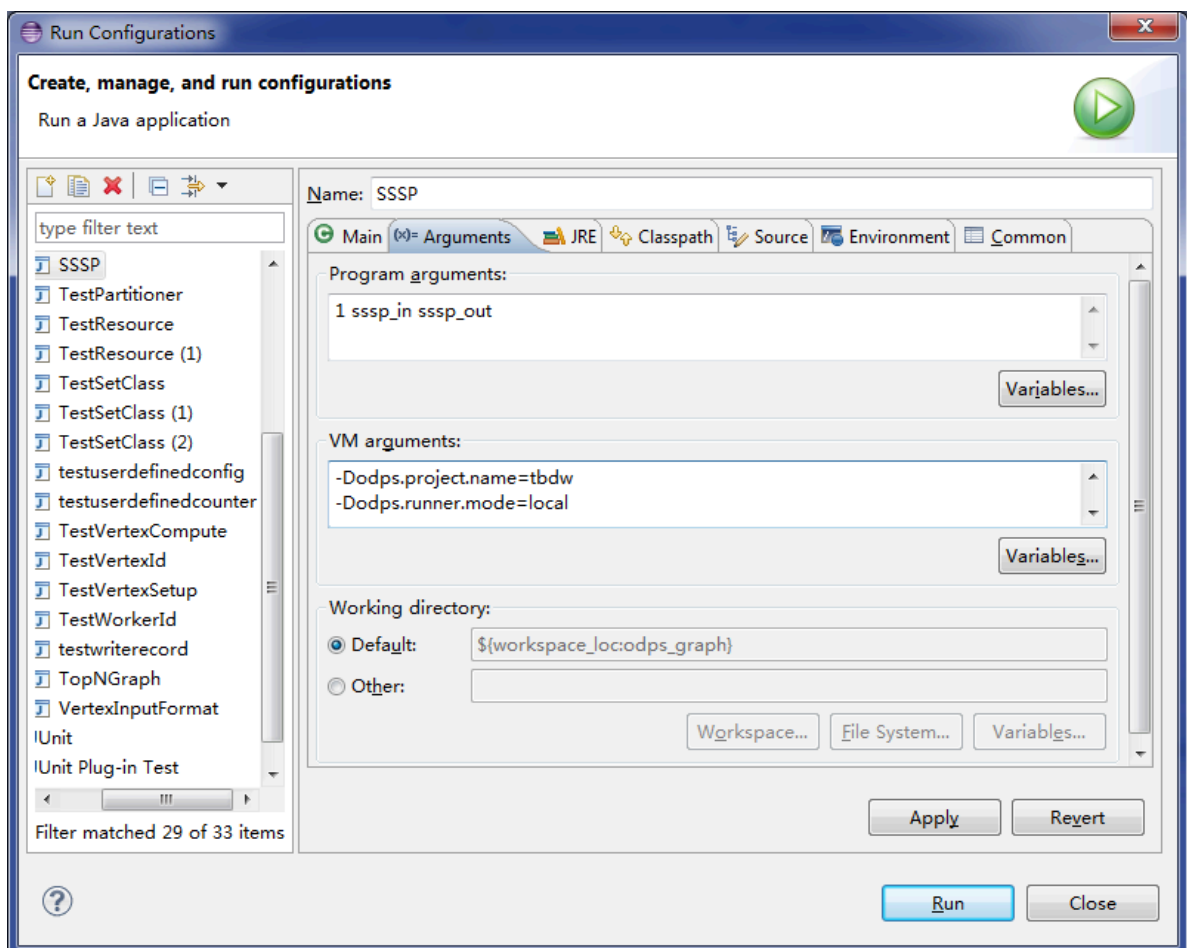 Run Configurations
Create, manage, and run configurations
Run a Java application
type filter text
SSSP
TestPartitioner
TestResource
TestResource (1)
TestSetClass
TestSetClass (1)
TestSetClass (2)
testuserdefinedconfig
testuserdefinedcounter
TestVertexCompute
TestVertexId
TestVertexSetup
TestWorkerId
testwriterecord
TopNGraph
VertexInputFormat
Unit
Unit Plug-in Test
Filter matched 29 of 33 items
Name: SSSP
Main (x)= Arguments JRE Classpath Source Environment Common
Program arguments:
1 sssp_in sssp_out
Variables...
VM arguments:
-Dodps.project.name=tbdw
-Dodps.runner.mode=local
Variables...
Working directory:
Default: ${workspace_loc:odps_graph}
Other:
Workspace... File System... Variables...
Apply Revert
Run Close